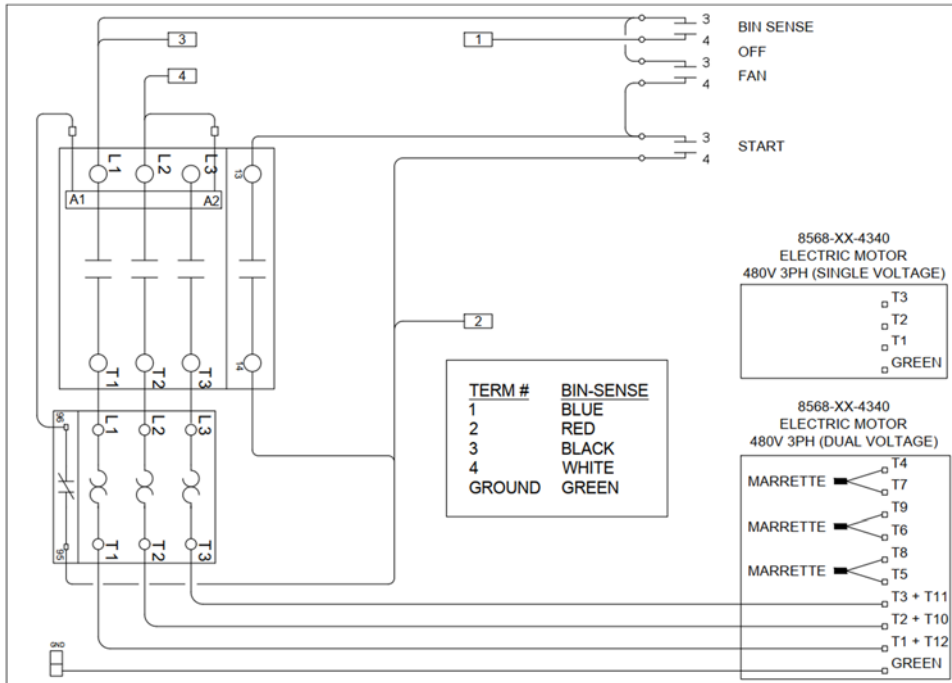 3
BIN SENSE
4
OFF
3
FAN
4
3
START
4
3
1
4
L1
L2
L3
13
A1
A2
8568-XX-4340
ELECTRIC MOTOR
480V 3PH (SINGLE VOLTAGE)
T3
T2
T1
GREEN
2
T1
T2
T3
14
TERM # BIN-SENSE
1 BLUE
2 RED
3 BLACK
4 WHITE
GROUND GREEN
96
L1
L2
L3
95
T1
T2
T3
8568-XX-4340
ELECTRIC MOTOR
480V 3PH (DUAL VOLTAGE)
T4
MARRETTE
T7
T9
MARRETTE
T6
T8
MARRETTE
T5
T3 + T11
T2 + T10
T1 + T12
GREEN